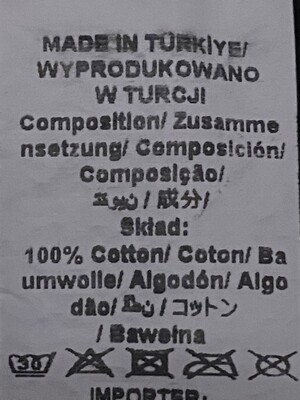 MADE IN TÜRKİYE/
WYPRODUKOWANO
W TURCJI
Composition/ Zusamme
nsetzung/ Composición/
Composição/
/ 成分/
Skład:
100% Cotton/ Coton/ Ba
umwolle/ Algodón/ Algo
dão/ / コットン
/ Bawełna
30
IMPORTER: